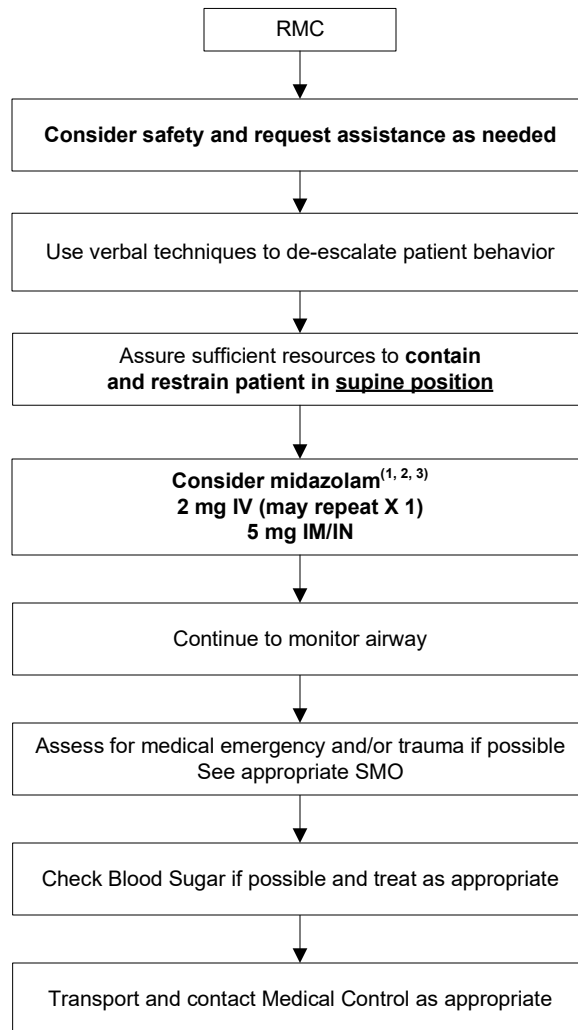 RMC
Consider safety and request assistance as needed
Use verbal techniques to de-escalate patient behavior
Assure sufficient resources to contain
and restrain patient in supine position
Consider midazolam(1, 2, 3)
2 mg IV (may repeat X 1)
5 mg IM/IN
Continue to monitor airway
Assess for medical emergency and/or trauma if possible
See appropriate SMO
Check Blood Sugar if possible and treat as appropriate
Transport and contact Medical Control as appropriate